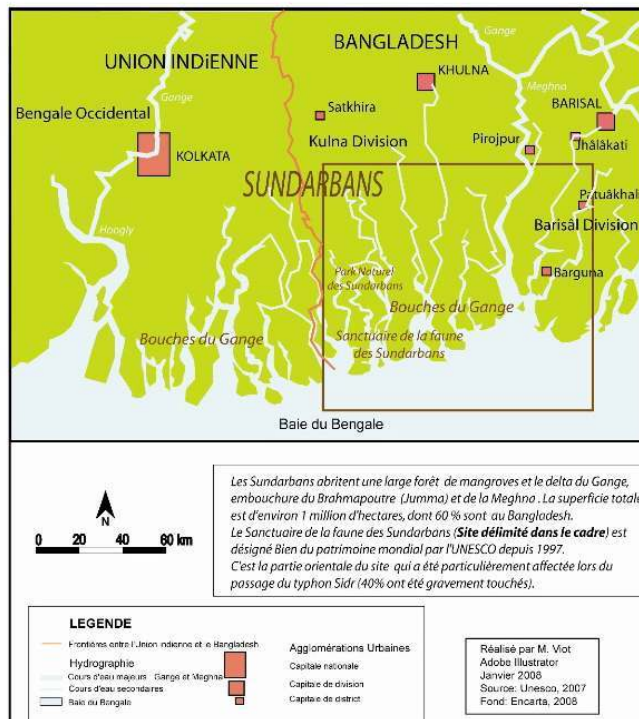 UNION INDiENNE
BANGLADESH
Gange
KHULNA
Bengale Occidental
Gange
Satkhira
Meghna
BARISAL
KOLKATA
Kulna Division
Pirojpur
Jhâlâkati
SUNDARBANS
Patuâkhali
Hoogly
Barisâl Division
Park Naturel
des Sundarbans
Barguna
Bouches du Gange
Bouches du Gange
Sanctuaire de la faune
des Sundarbans
Baie du Bengale
Les Sundarbans abritent une large forêt de mangroves et le delta du Gange,
embouchure du Brahmapoutre (Jumma) et de la Meghna . La superficie totale
est d'environ 1 million d'hectares, dont 60 % sont au Bangladesh.
Le Sanctuaire de la faune des Sundarbans (Site délimité dans le cadre) est
désigné Bien du patrimoine mondial par l'UNESCO depuis 1997.
C'est la partie orientale du site qui a été particulièrement affectée lors du
passage du typhon Sidr (40% ont été gravement touchés).
N
0 20 40 60 km
LEGENDE
Frontières entre l'Union indienne et le Bangladesh
Hydrographie
Cours d'eau majeurs Gange et Meghna
Cours d'eau secondaires
Baie du Bengale
Agglomérations Urbaines
Capitale nationale
Capitale de division
Capitale de district
Réalisé par M. Viot
Adobe Illustrator
Janvier 2008
Source: Unesco, 2007
Fond: Encarta, 2008